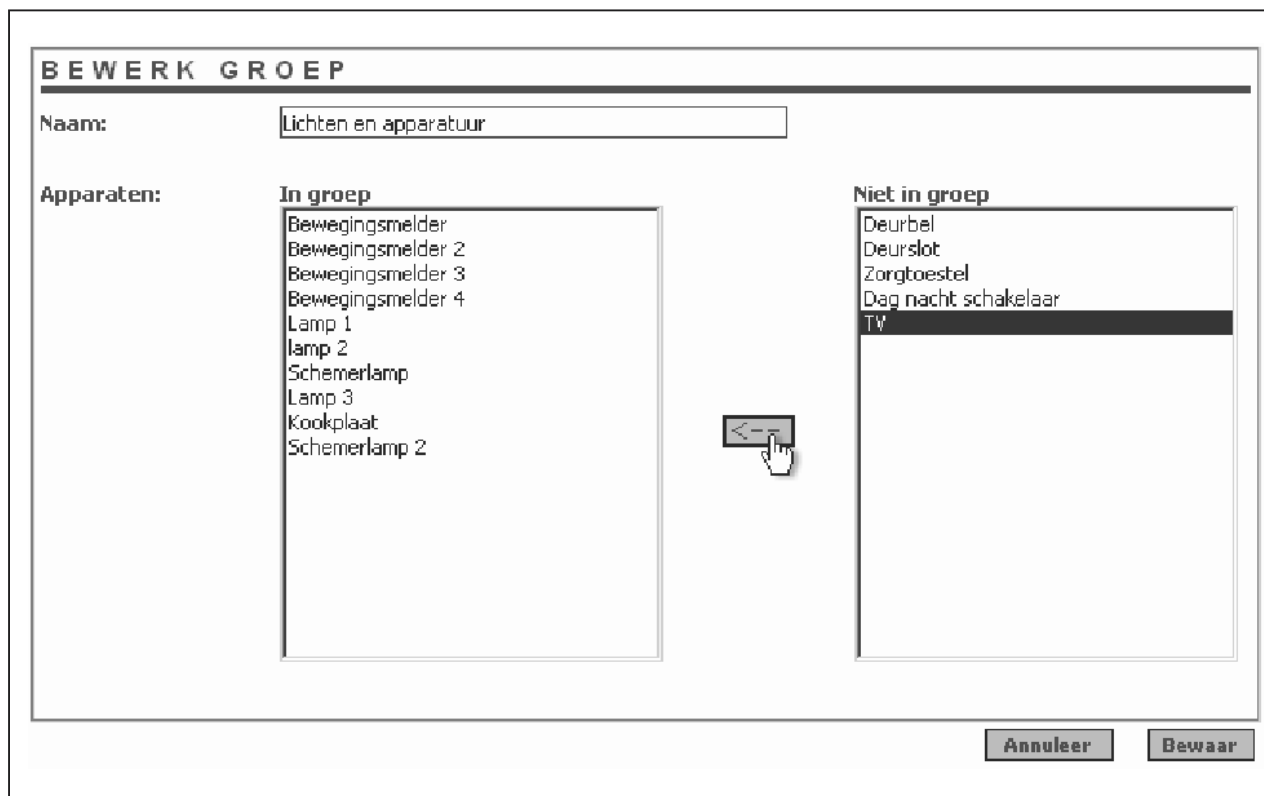 BEWERK GROEP
Naam:
Lichten en apparatuur
Apparaten:
In groep
Bewegingsmelder
Bewegingsmelder 2
Bewegingsmelder 3
Bewegingsmelder 4
Lamp 1
lamp 2
Schemerlamp
Lamp 3
Kookplaat
Schemerlamp 2
<--
Niet in groep
Deurbel
Deurslot
Zorgtoestel
Dag nacht schakelaar
TV
Annuleer
Bewaar